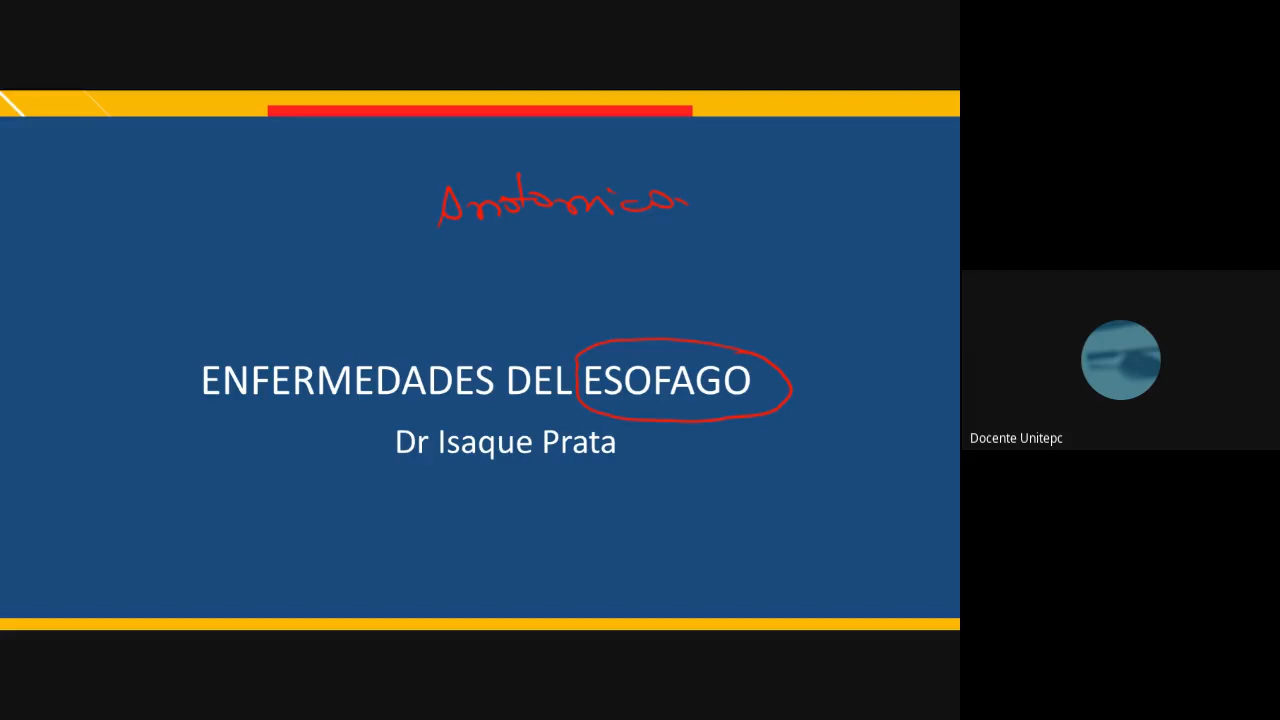 Anatomica
ENFERMEDADES DEL ESOFAGO
Dr Isaque Prata
Docente Unitepc